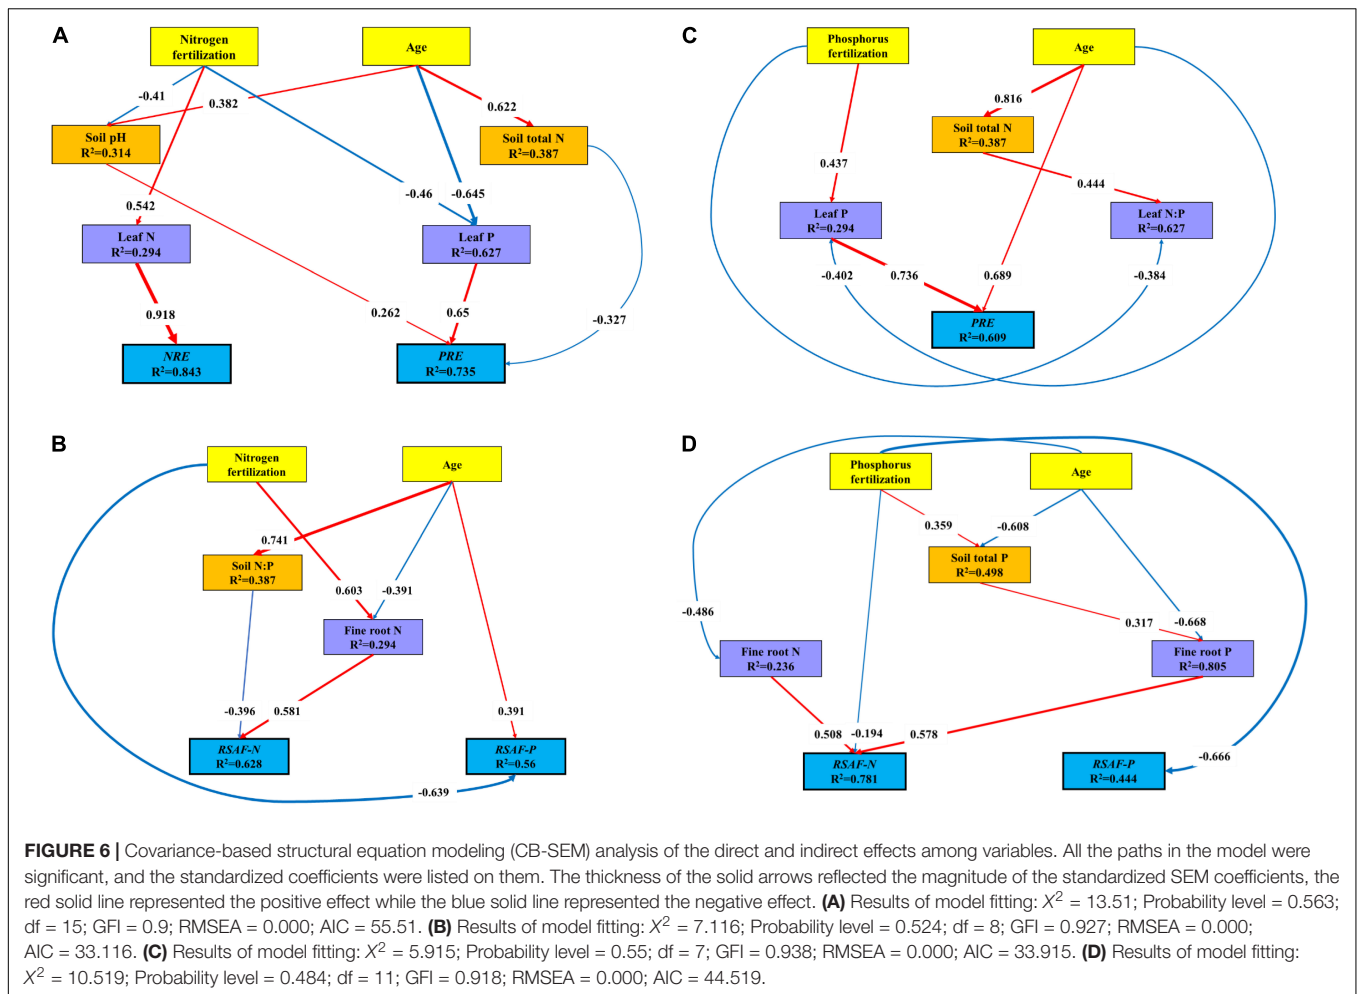 A
Nitrogen
fertilization
Age
-0.41
0.382
0.622
Soil pH
R²=0.314
Soil total N
R²=0.387
-0.46
-0.645
0.542
Leaf N
R²=0.294
Leaf P
R²=0.627
0.918
0.262
0.65
-0.327
NRE
R²=0.843
PRE
R²=0.735
C
Phosphorus
fertilization
Age
0.816
Soil total N
R²=0.387
0.437
0.444
Leaf P
R²=0.294
Leaf N:P
R²=0.627
-0.402
0.736
0.689
-0.384
PRE
R²=0.609
B
Nitrogen
fertilization
Age
0.741
Soil N:P
R²=0.387
0.603
-0.391
Fine root N
R²=0.294
-0.396
0.581
0.391
RSAF-N
R²=0.628
RSAF-P
R²=0.56
-0.639
D
Phosphorus
fertilization
Age
0.359
-0.608
Soil total P
R²=0.498
-0.486
0.317
-0.668
Fine root N
R²=0.236
Fine root P
R²=0.805
0.508
-0.194
0.578
RSAF-N
R²=0.781
RSAF-P
R²=0.444
-0.666
FIGURE 6 | Covariance-based structural equation modeling (CB-SEM) analysis of the direct and indirect effects among variables. All the paths in the model were
significant, and the standardized coefficients were listed on them. The thickness of the solid arrows reflected the magnitude of the standardized SEM coefficients, the
red solid line represented the positive effect while the blue solid line represented the negative effect. (A) Results of model fitting: X² = 13.51; Probability level = 0.563;
df = 15; GFI = 0.9; RMSEA = 0.000; AIC = 55.51. (B) Results of model fitting: X² = 7.116; Probability level = 0.524; df = 8; GFI = 0.927; RMSEA = 0.000;
AIC = 33.116. (C) Results of model fitting: X² = 5.915; Probability level = 0.55; df = 7; GFI = 0.938; RMSEA = 0.000; AIC = 33.915. (D) Results of model fitting:
X² = 10.519; Probability level = 0.484; df = 11; GFI = 0.918; RMSEA = 0.000; AIC = 44.519.